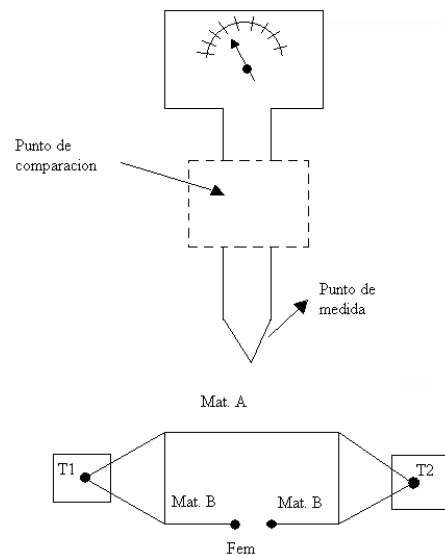 Punto de
comparacion
Punto de
medida
Mat. A
T1
T2
Mat. B
Mat. B
Fem